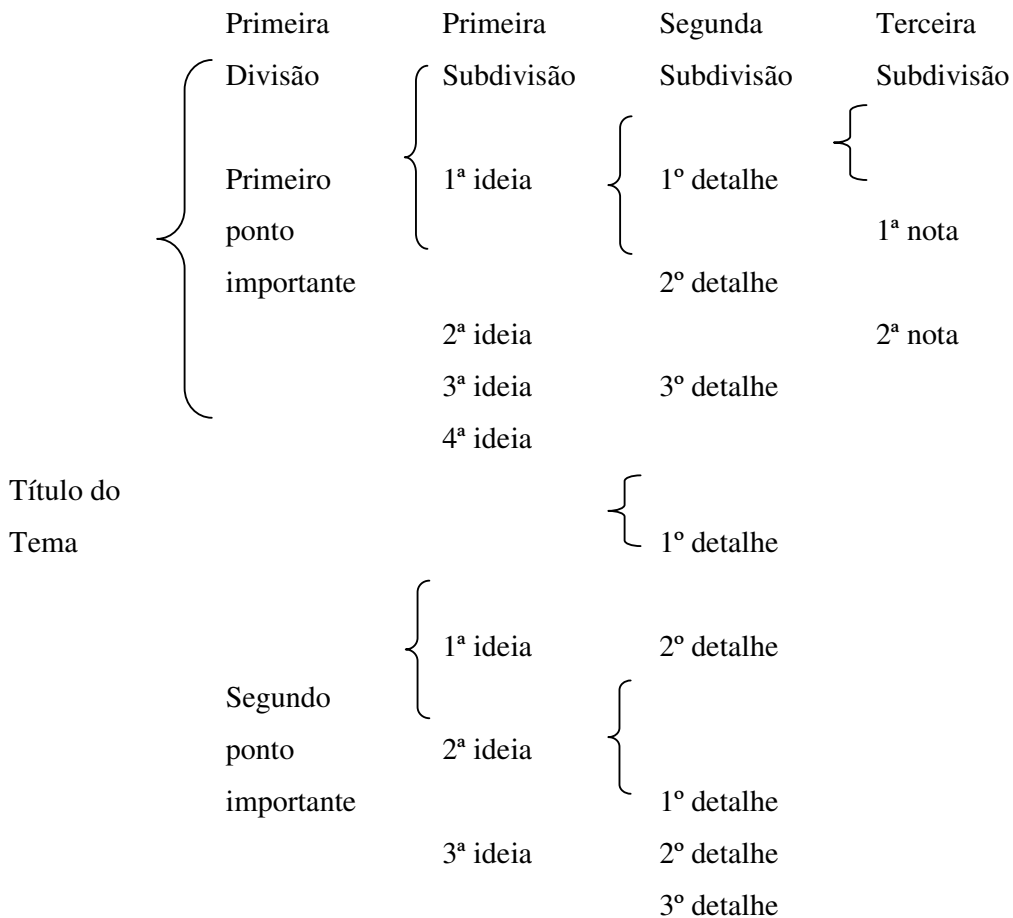 Primeira Primeira Segunda Terceira
Divisão Subdivisão Subdivisão Subdivisão
Primeiro 1ª ideia 1º detalhe
ponto 1ª nota
importante 2º detalhe
2ª ideia 2ª nota
3ª ideia 3º detalhe
4ª ideia
Título do
Tema 1º detalhe
1ª ideia 2º detalhe
Segundo
ponto 2ª ideia
importante 1º detalhe
3ª ideia 2º detalhe
3º detalhe